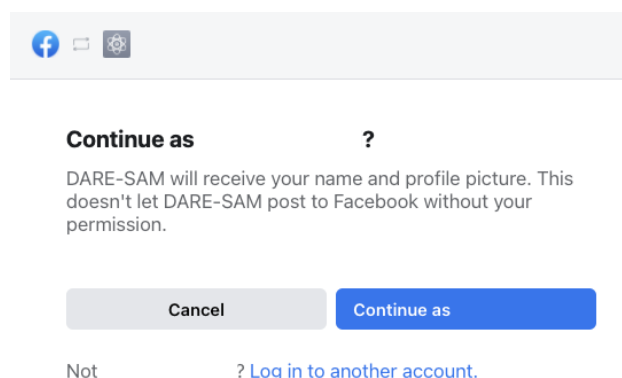 Continue as ?
DARE-SAM will receive your name and profile picture. This
doesn't let DARE-SAM post to Facebook without your
permission.
Cancel
Continue as
Not ? Log in to another account.